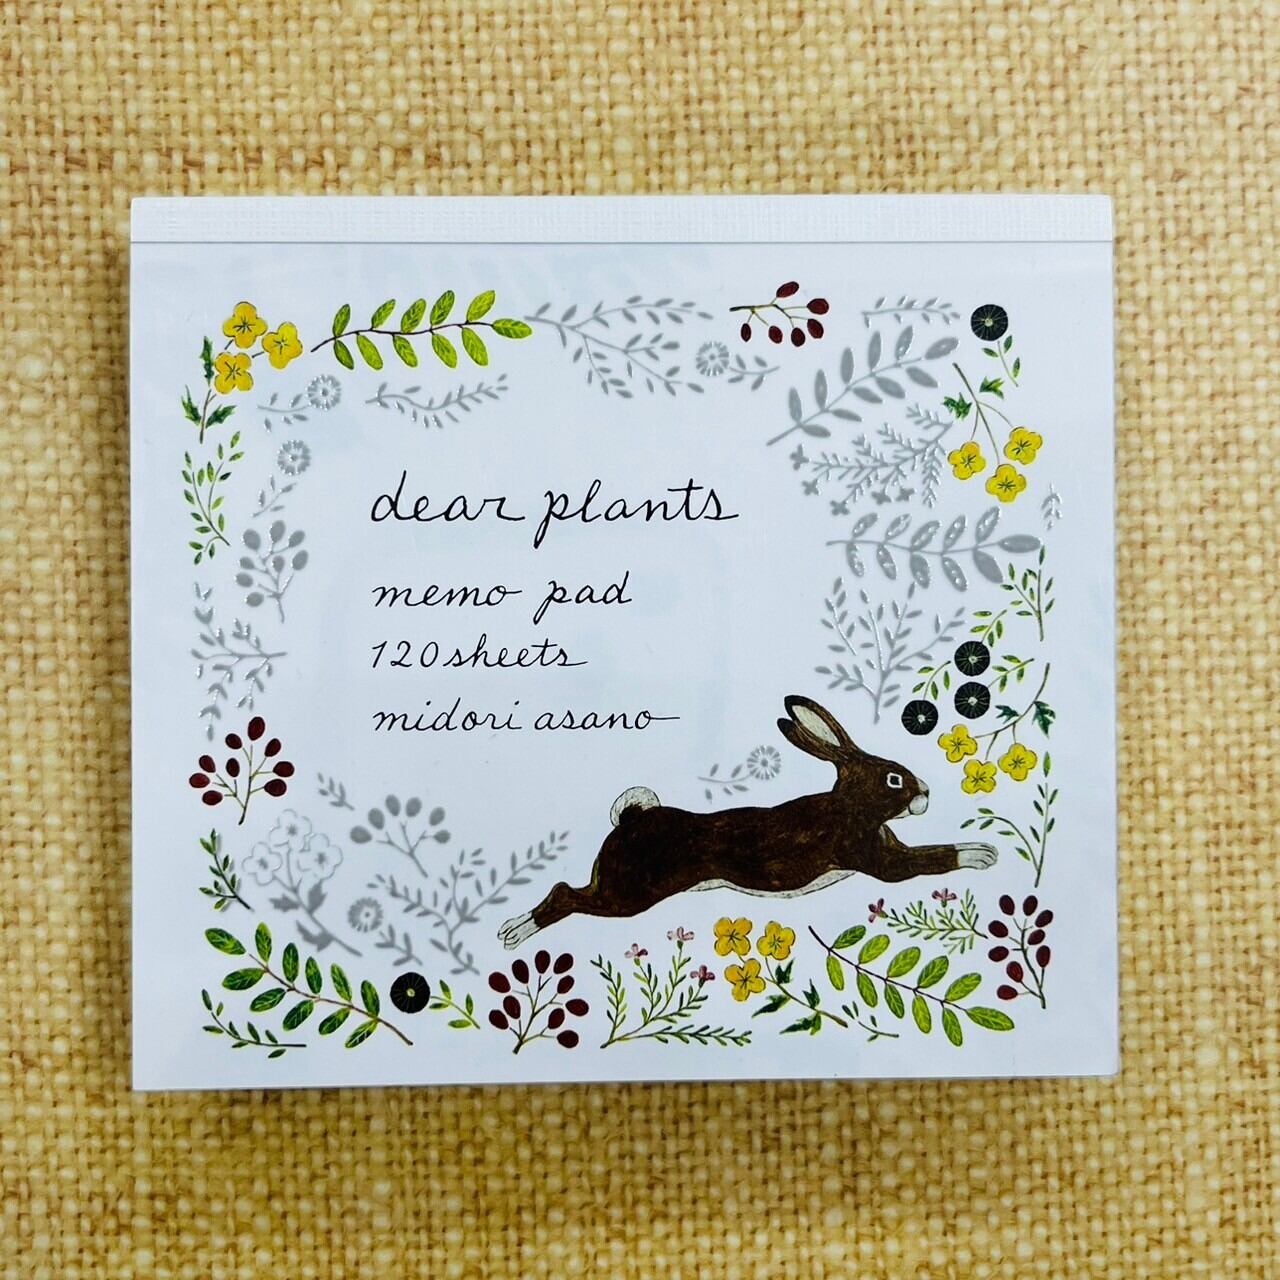 dear plants
memo pad
120sheets
midori asano